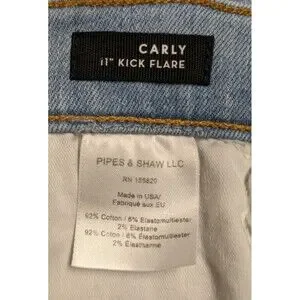 CARLY
11" KICK FLARE
PIPES & SHAW LLC
RN 155820
Made in USA/
Fabriqué aux EU
92% Cotton / 6% Elastomultiester
2% Elastane
92% Coton / 6% Elastomultiester
2% Elasthanne